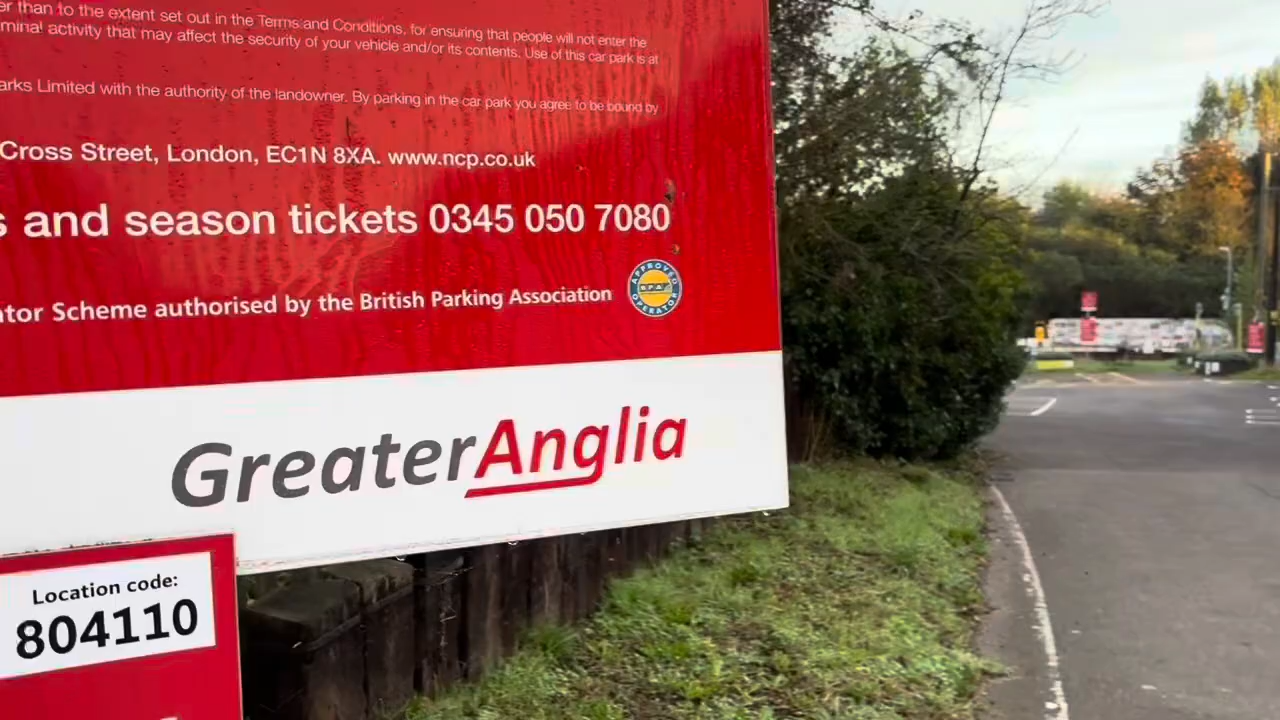 er than to the extent set out in the Terms and Conditions, for ensuring that people will not enter the
minal activity that may affect the security of your vehicle and/or its contents. Use of this car park is at
arks Limited with the authority of the landowner. By parking in the car park you agree to be bound by
Cross Street, London, EC1N 8XA. www.ncp.co.uk
s and season tickets 0345 050 7080
ator Scheme authorised by the British Parking Association
APPROVED
BPA
OPERATOR
GreaterAnglia
Location code:
804110